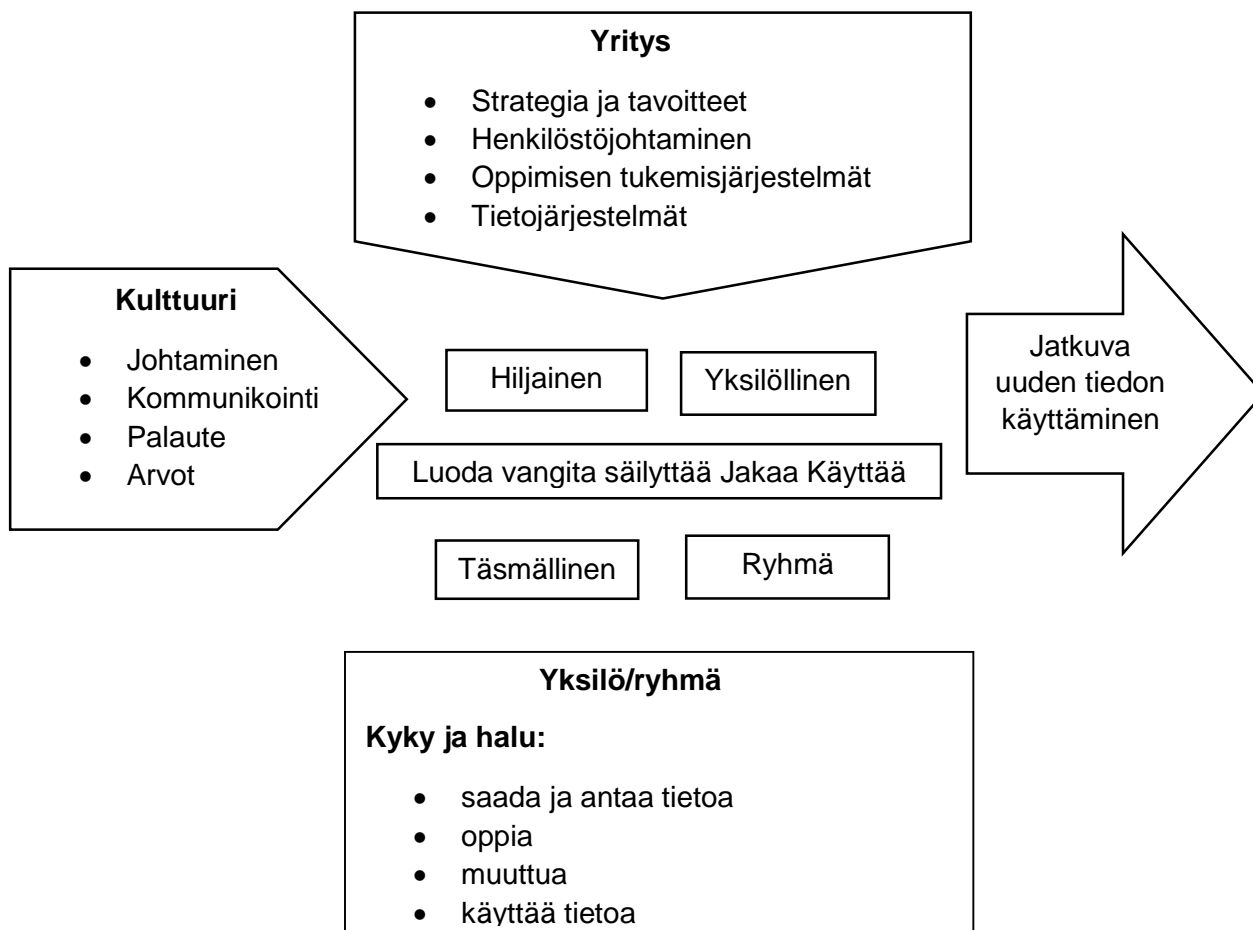 Yritys
• Strategia ja tavoitteet
• Henkilöstöjohtaminen
• Oppimisen tukemisjärjestelmät
• Tietojärjestelmät
Kulttuuri
• Johtaminen
• Kommunikointi
• Palaute
• Arvot
Hiljainen
Yksilöllinen
Luoda vangita säilyttää Jakaa Käyttää
Täsmällinen
Ryhmä
Jatkuva
uuden tiedon
käyttäminen
Yksilö/ryhmä
Kyky ja halu:
• saada ja antaa tietoa
• oppia
• muuttua
• käyttää tietoa